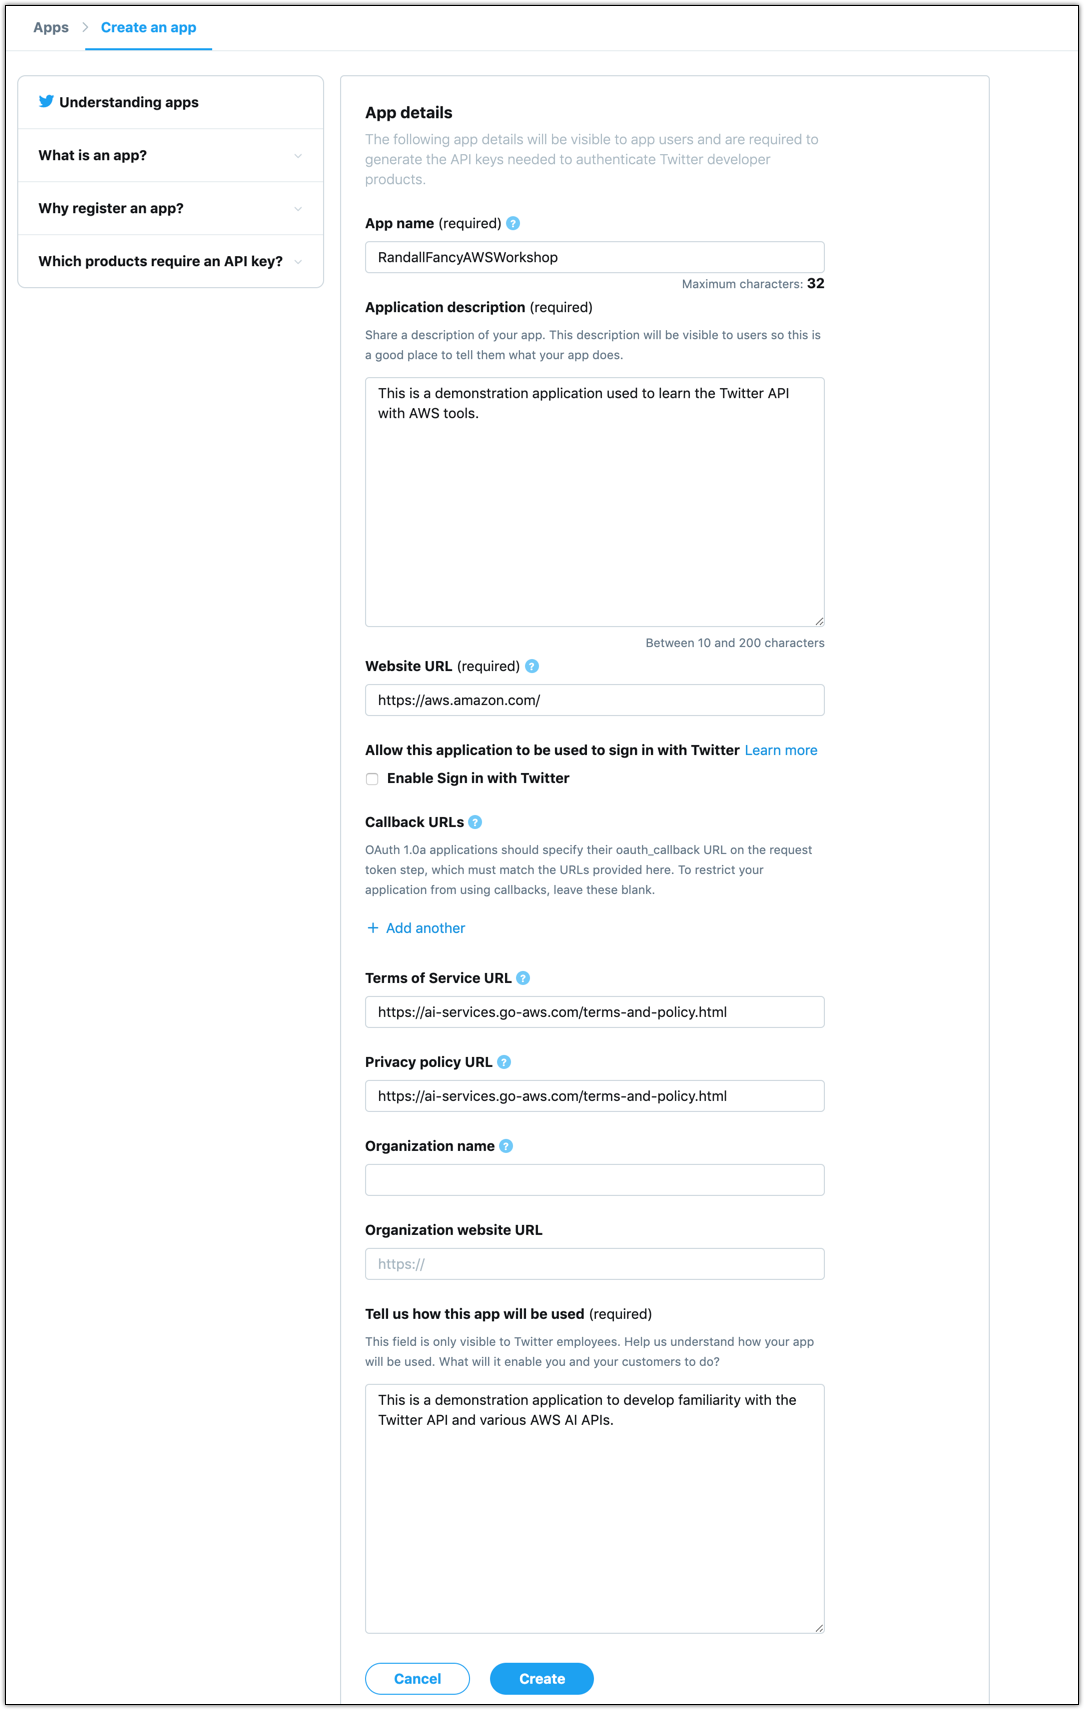 Apps > Create an app
Understanding apps
What is an app?
Why register an app?
Which products require an API key?
App details
The following app details will be visible to app users and are required to
generate the API keys needed to authenticate Twitter developer
products.
App name (required) ?
RandallFancyAWSWorkshop
Maximum characters: 32
Application description (required)
Share a description of your app. This description will be visible to users so this is
a good place to tell them what your app does.
This is a demonstration application used to learn the Twitter API
with AWS tools.
Between 10 and 200 characters
Website URL (required) ?
https://aws.amazon.com/
Allow this application to be used to sign in with Twitter Learn more
Enable Sign in with Twitter
Callback URLs ?
OAuth 1.0a applications should specify their oauth_callback URL on the request
token step, which must match the URLs provided here. To restrict your
application from using callbacks, leave these blank.
+ Add another
Terms of Service URL ?
https://ai-services.go-aws.com/terms-and-policy.html
Privacy policy URL ?
https://ai-services.go-aws.com/terms-and-policy.html
Organization name ?
Organization website URL
https://
Tell us how this app will be used (required)
This field is only visible to Twitter employees. Help us understand how your app
will be used. What will it enable you and your customers to do?
This is a demonstration application to develop familiarity with the
Twitter API and various AWS AI APIs.
Cancel Create